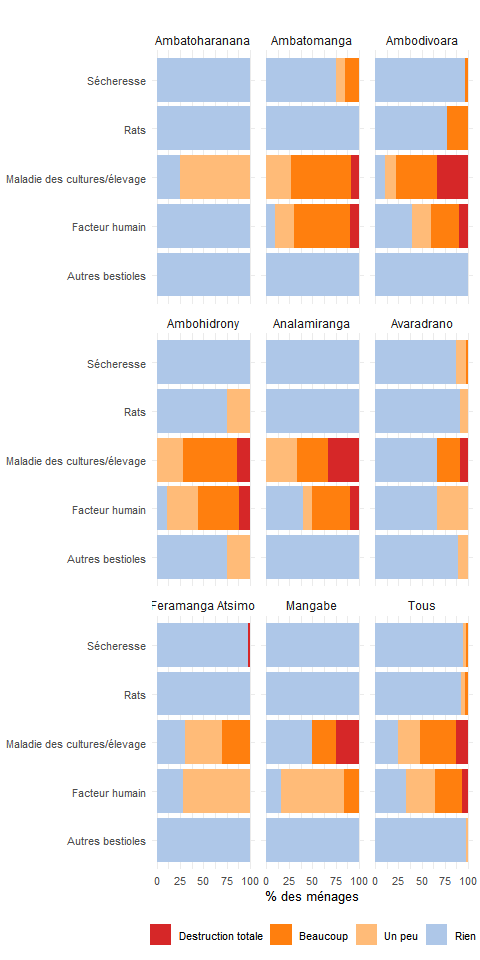 Ambatoharanana Ambatomanga Ambodivoara
Sécheresse
Rats
Maladie des cultures/élevage
Facteur humain
Autres bestioles
Ambohidrony Analamiranga Avaradrano
Sécheresse
Rats
Maladie des cultures/élevage
Facteur humain
Autres bestioles
Feramanga Atsimo Mangabe Tous
Sécheresse
Rats
Maladie des cultures/élevage
Facteur humain
Autres bestioles
0 25 50 75 100 0 25 50 75 100 0 25 50 75 100
% des ménages
Destruction totale Beaucoup Un peu Rien